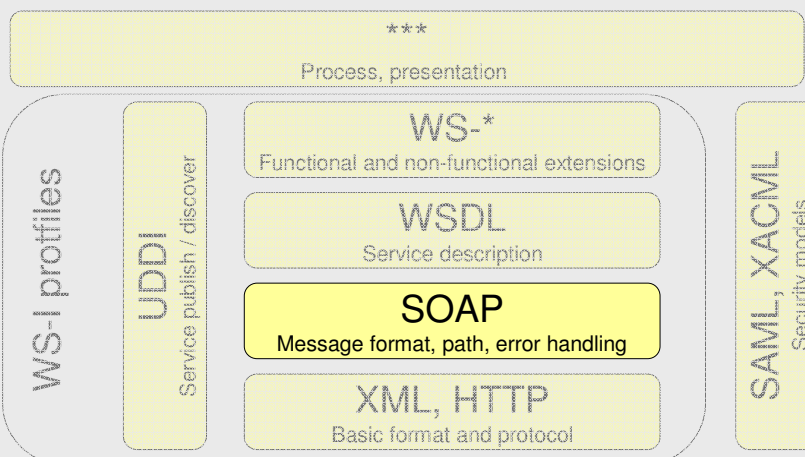 ***
Process, presentation
WS-I protfiles
UDDI
Service publish / discover
WS-*
Functional and non-functional extensions
WSDL
Service description
SOAP
Message format, path, error handling
XML, HTTP
Basic format and protocol
SAML, XACML
Security models